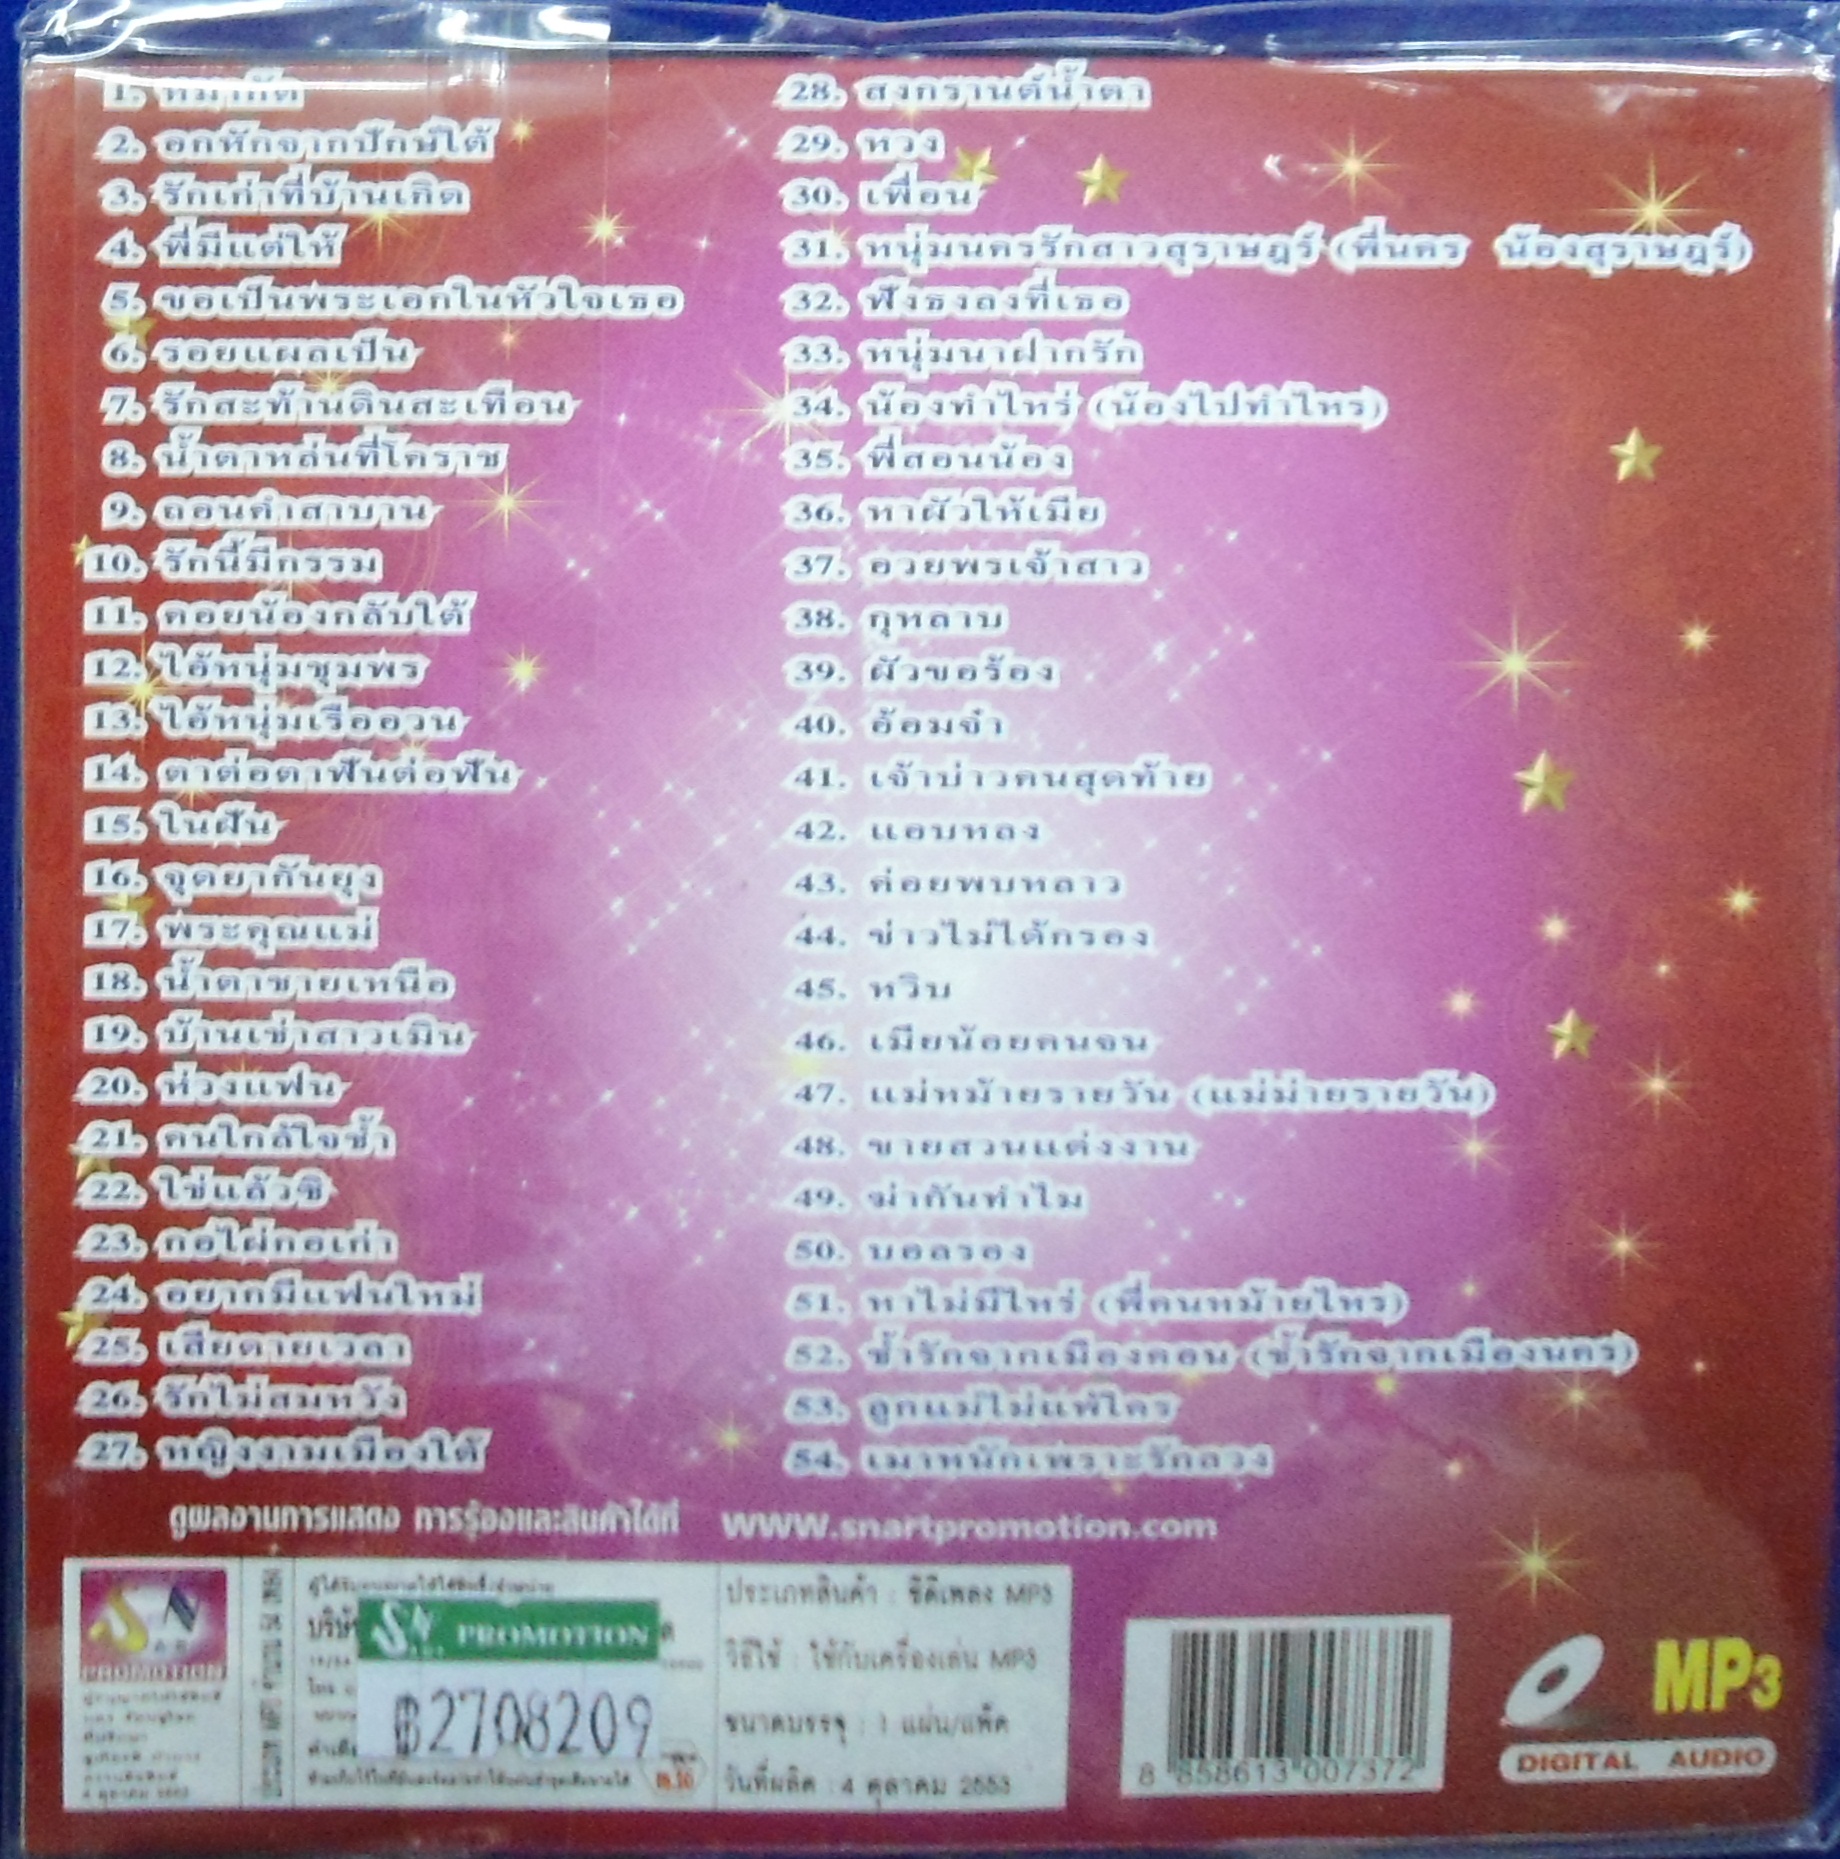 1. หมากัด
2. อกหักจากปักษ์ใต้
3. รักเก่าที่บ้านเกิด
4. พี่มีแต่ให้
5. ขอเป็นพระเอกในหัวใจเธอ
6. รอยแผลเป็น
7. รักสะท้านดินสะเทือน
8. น้ำตาหล่นที่โคราช
9. ถอนคำสาบาน
10. รักนี้มีกรรม
11. คอยน้องกลับใต้
12. ไอ้หนุ่มชุมพร
13. ไอ้หนุ่มเรืออวน
14. ตาต่อตาฟันต่อฟัน
15. ในฝัน
16. จุดยากันยุง
17. พระคุณแม่
18. น้ำตาชายเหนือ
19. บ้านเช่าสาวเมิน
20. ห่วงแฟน
21. คนใกล้ใจช้ำ
22. ใช่แล้วซิ
23. กอไผ่กอเก่า
24. อยากมีแฟนใหม่
25. เสียดายเวลา
26. รักไม่สมหวัง
27. หญิงงามเมืองใต้
28. สงกรานต์น้ำตา
29. หวง
30. เพื่อน
31. หนุ่มนครรักสาวสุราษฎร์ (พี่นคร น้องสุราษฎร์)
32. ฟังธงลงที่เธอ
33. หนุ่มนาฝากรัก
34. น้องทำไหร่ (น้องไปทำไหร)
35. พี่สอนน้อง
36. หาผัวให้เมีย
37. อวยพรเจ้าสาว
38. กุหลาบ
39. ผัวขอร้อง
40. อ้อมจ๋า
41. เจ้าบ่าวคนสุดท้าย
42. แอบหลง
43. ค่อยพบหลาว
44. ข่าวไม่ได้กรอง
45. หวิบ
46. เมียน้อยคนจน
47. แม่หม้ายรายวัน (แม่ม่ายรายวัน)
48. ชายสวนแต่งงาน
49. ฆ่ากันทำไม
50. บอลรอง
51. หาไม่มีไหร่ (พี่คนหม้ายไหร)
52. ช้ำรักจากเมืองคอน (ช้ำรักจากเมืองนคร)
53. ลูกแม่ไม่แพ้ใคร
54. เมาหนักเพราะรักลวง
ดูผลงานการแสดง การร้องและสินค้าได้ที่ www.snartpromotion.com
PROMOTION
บริษั
PROMOTION
฿2708209
ประเภทสินค้า : ซีดีเพลง MP3
วิธีใช้ : ใช้กับเครื่องเล่น MP3
ขนาดบรรจุ : 1 แผ่น/แพ็ค
วันที่ผลิต : 4 ตุลาคม 2553
8 858613 007372
MP3
DIGITAL AUDIO